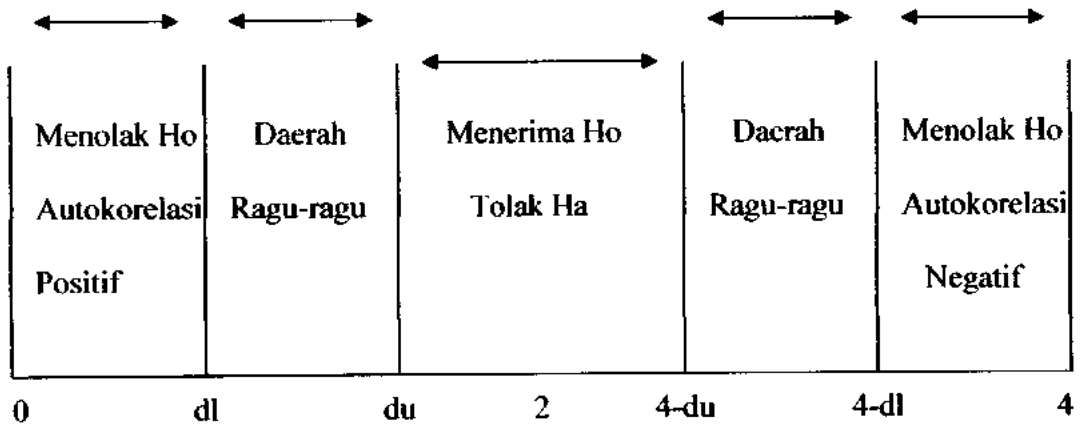 Menolak Ho Daerah Menerima Ho Dacrah Menolak Ho
Autokorelasi Ragu-ragu Tolak Ha Ragu-ragu Autokorelasi
Positif Negatif
0 dl du 2 4-du 4-dl 4